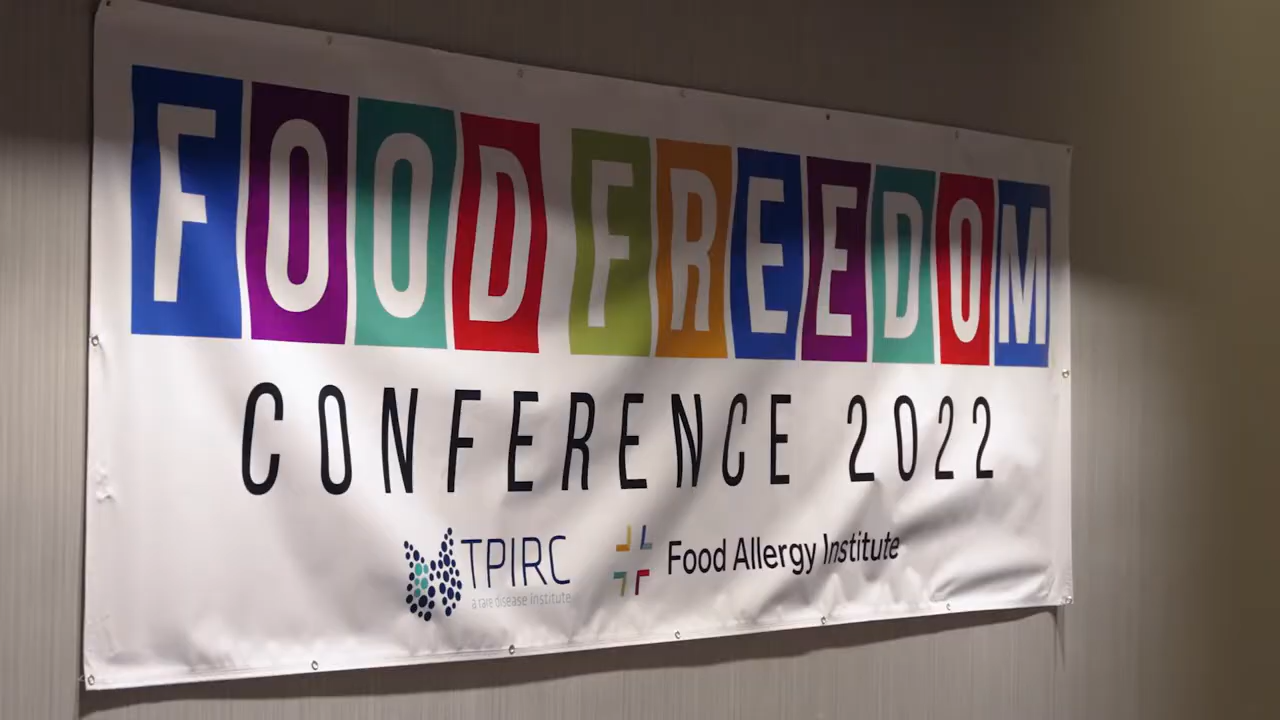 FOOD FREEDOM
CONFERENCE 2022
TPIRC
a rare disease institute
Food Allergy Institute